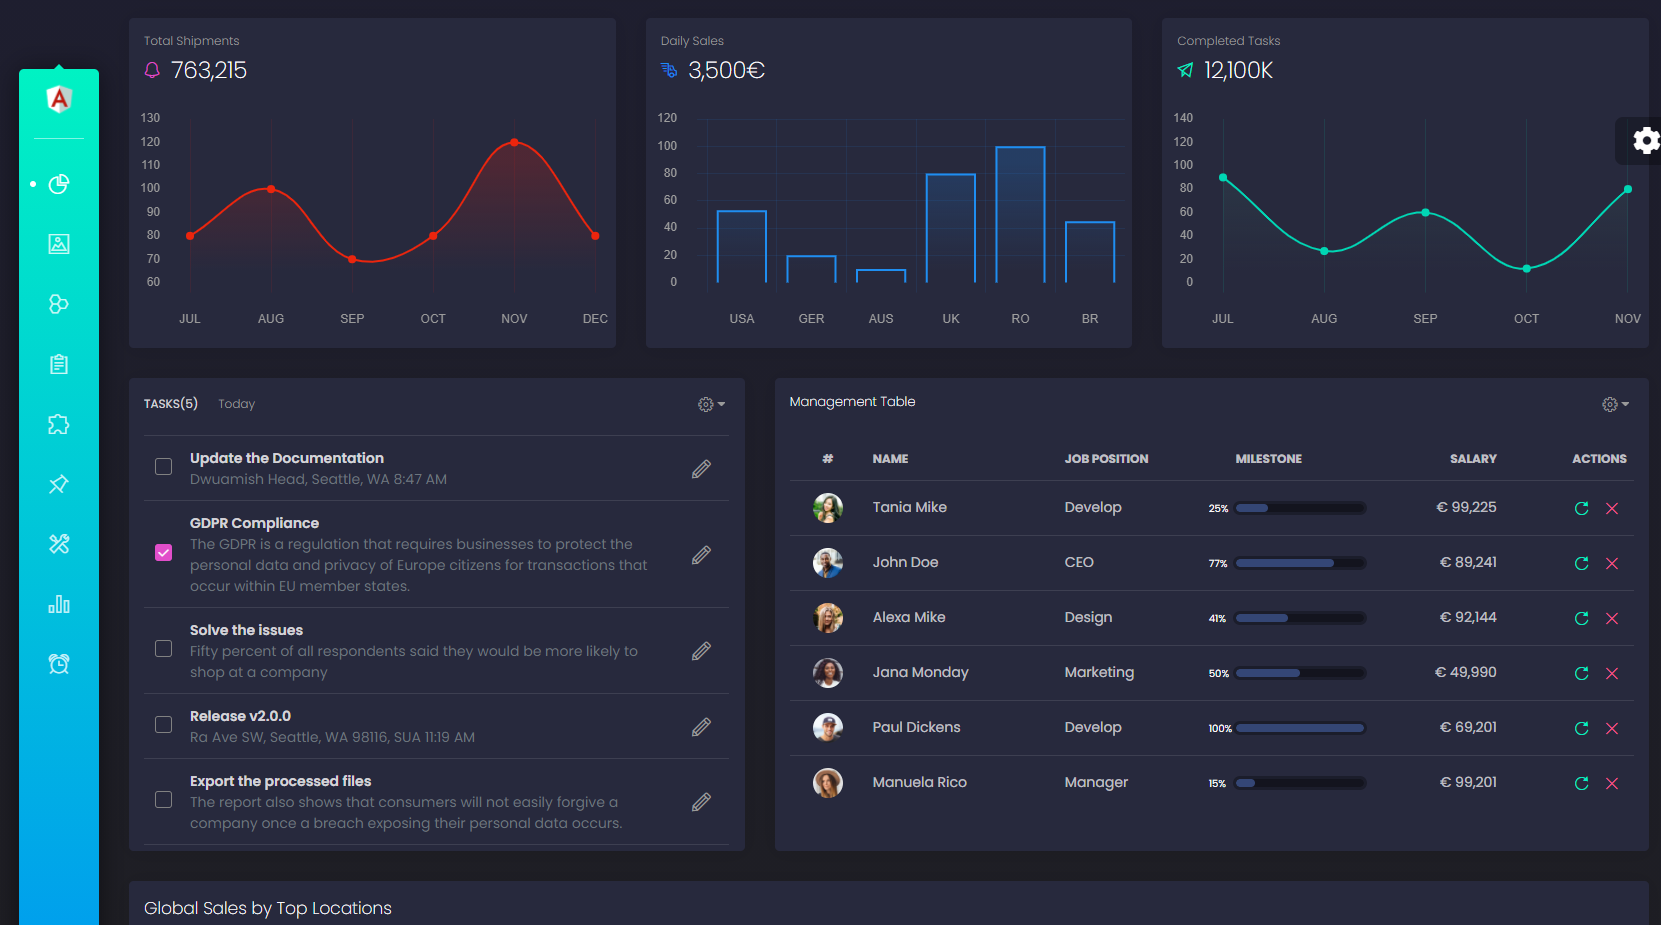 Total Shipments
763,215
130
120
110
100
90
80
70
60
JUL AUG SEP OCT NOV DEC
Daily Sales
3,500€
120
100
80
60
40
20
0
USA GER AUS UK RO BR
Completed Tasks
12,100K
140
120
100
80
60
40
20
0
JUL AUG SEP OCT NOV
TASKS(5) Today
Update the Documentation
Dwuamish Head, Seattle, WA 8:47 AM
GDPR Compliance
The GDPR is a regulation that requires businesses to protect the
personal data and privacy of Europe citizens for transactions that
occur within EU member states.
Solve the issues
Fifty percent of all respondents said they would be more likely to
shop at a company
Release v2.0.0
Ra Ave SW, Seattle, WA 98116, SUA 11:19 AM
Export the processed files
The report also shows that consumers will not easily forgive a
company once a breach exposing their personal data occurs.
Management Table
# NAME JOB POSITION MILESTONE SALARY ACTIONS
Tania Mike Develop 25% € 99,225
John Doe CEO 77% € 89,241
Alexa Mike Design 41% € 92,144
Jana Monday Marketing 50% € 49,990
Paul Dickens Develop 100% € 69,201
Manuela Rico Manager 15% € 99,201
Global Sales by Top Locations